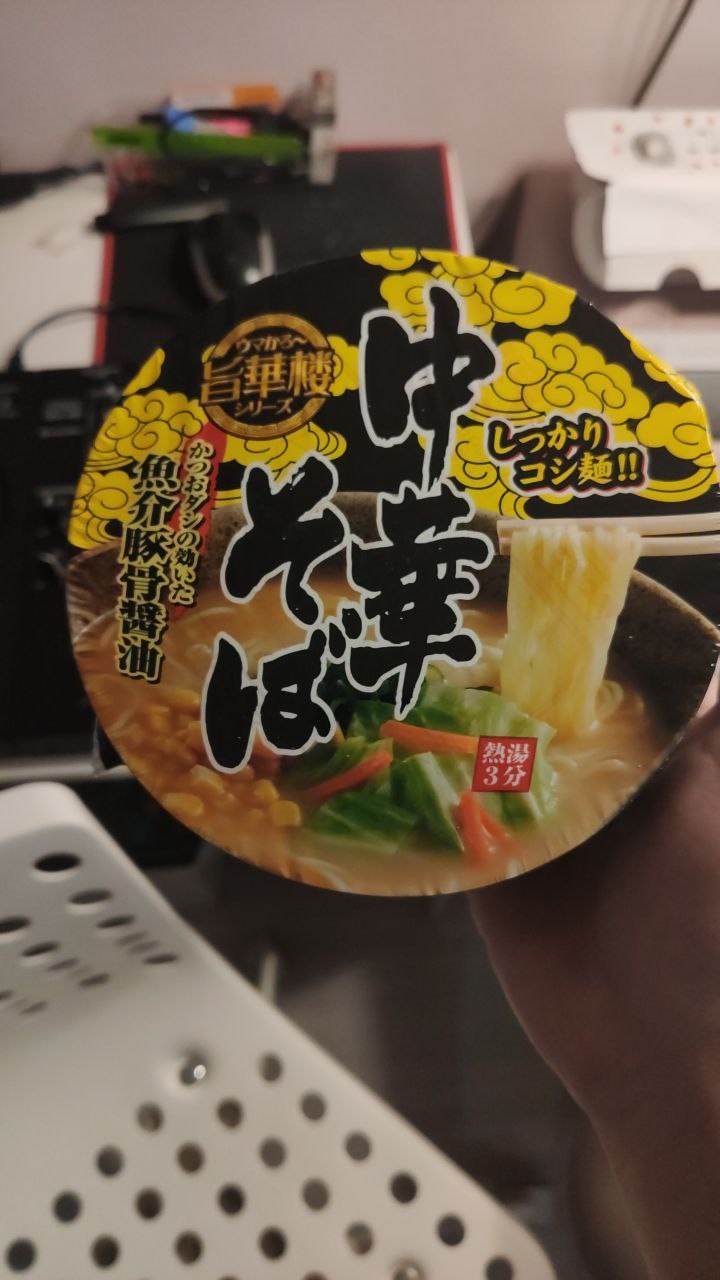 ウマかろ〜
旨華楼
シリーズ
中華
そば
しっかり
コシ麺!!
かつおダシの効いた
魚介豚骨醤油
熱湯
3分